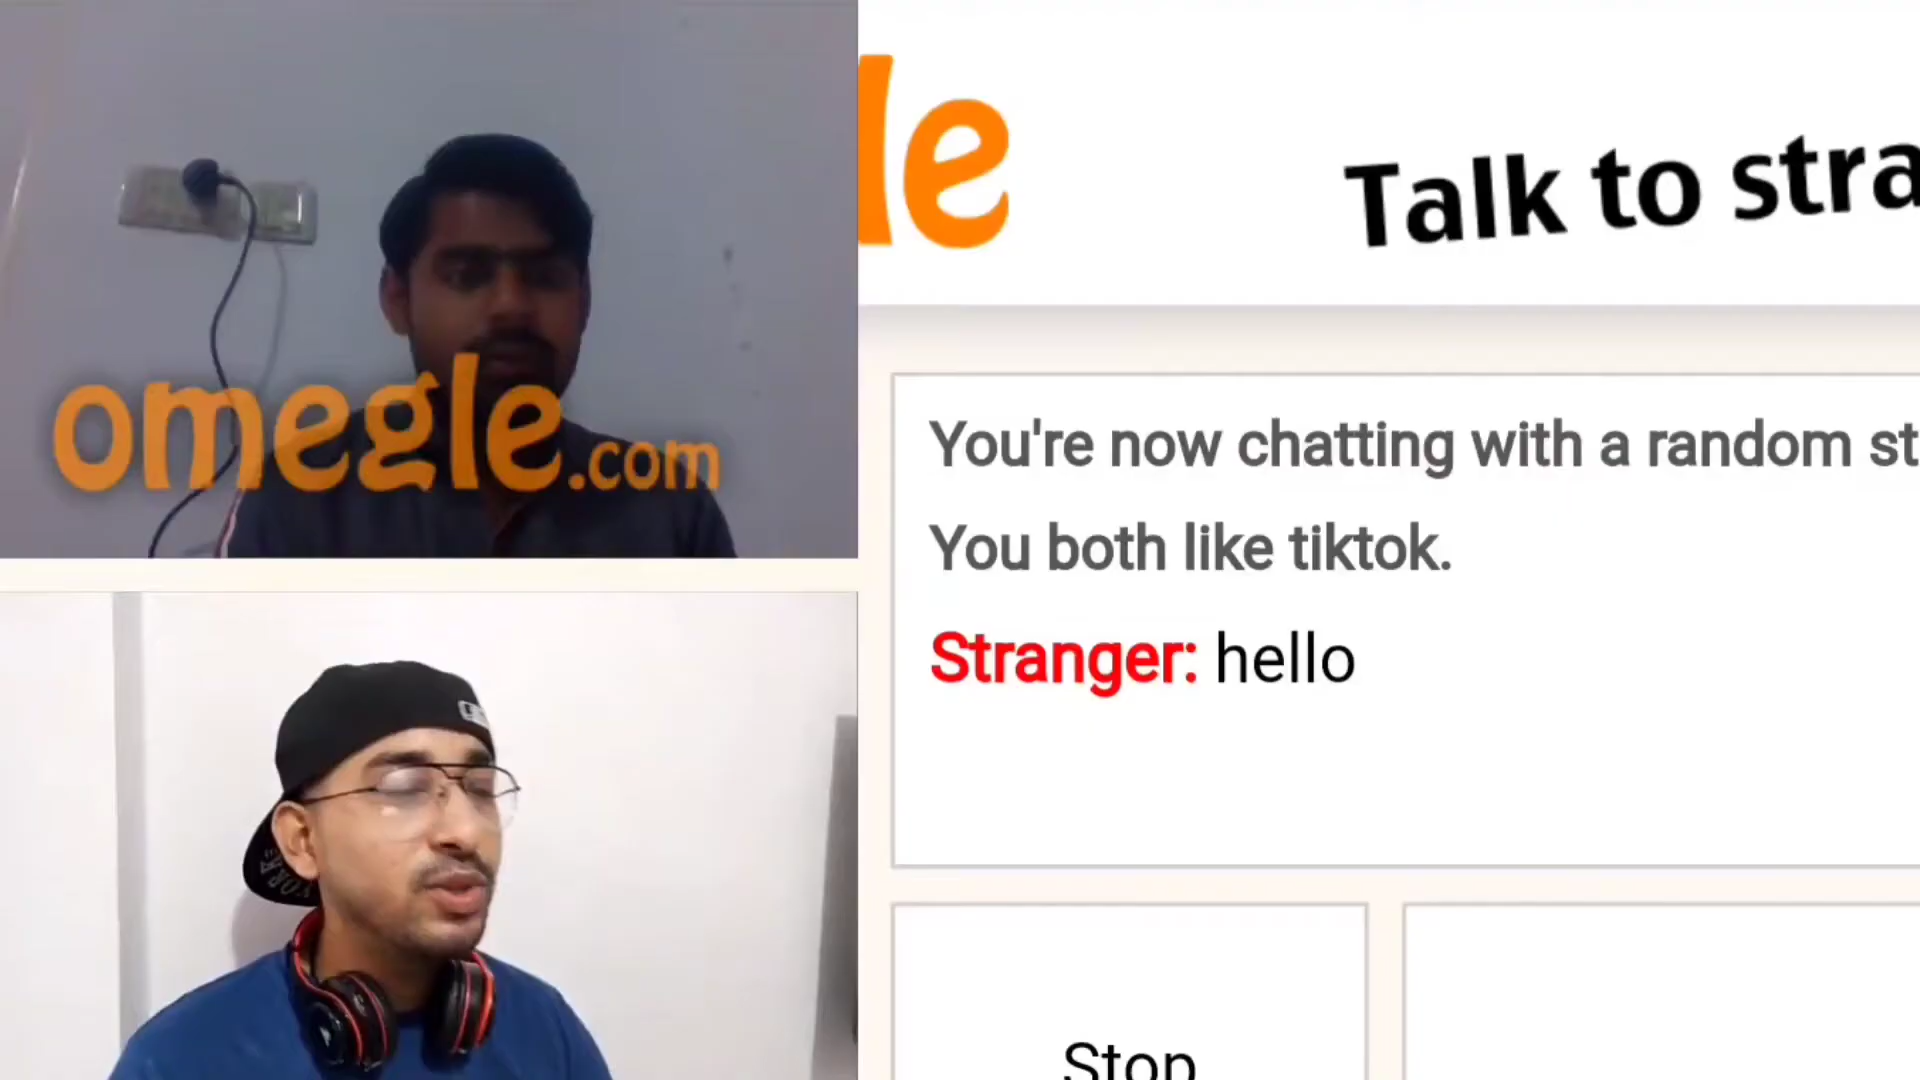 omegle.com
le
Talk to stra
You're now chatting with a random st
You both like tiktok.
Stranger: hello
Stop